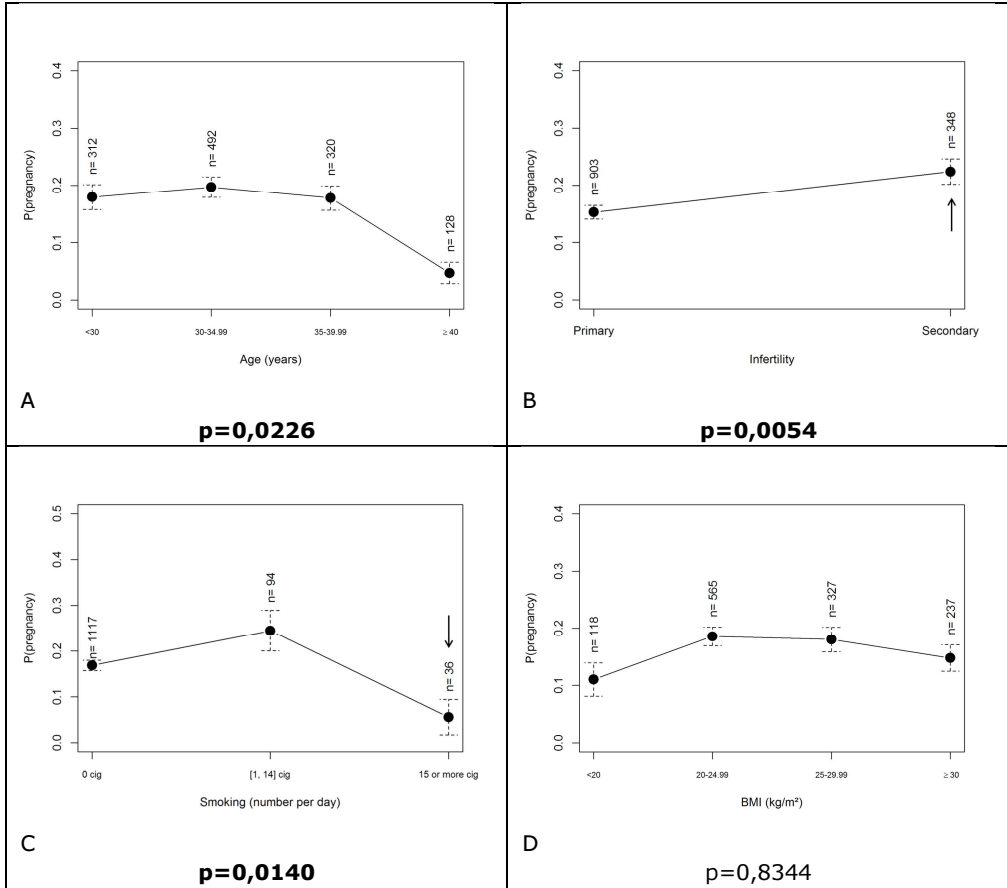 0.4
0.3
0.2
0.1
0.0
P(pregnancy)
n= 312
n= 492
n= 320
n= 128
<30
30-34.99
35-39.99
≥ 40
Age (years)
A
p=0,0226
0.4
0.3
0.2
0.1
0.0
P(pregnancy)
n= 903
n= 348
Primary
Secondary
Infertility
B
p=0,0054
0.5
0.4
0.3
0.2
0.1
0.0
P(pregnancy)
n= 1117
n= 94
n= 36
0 cig
[1, 14] cig
15 or more cig
Smoking (number per day)
C
p=0,0140
0.4
0.3
0.2
0.1
0.0
P(pregnancy)
n= 118
n= 565
n= 327
n= 237
<20
20-24.99
25-29.99
≥ 30
BMI (kg/m²)
D
p=0,8344